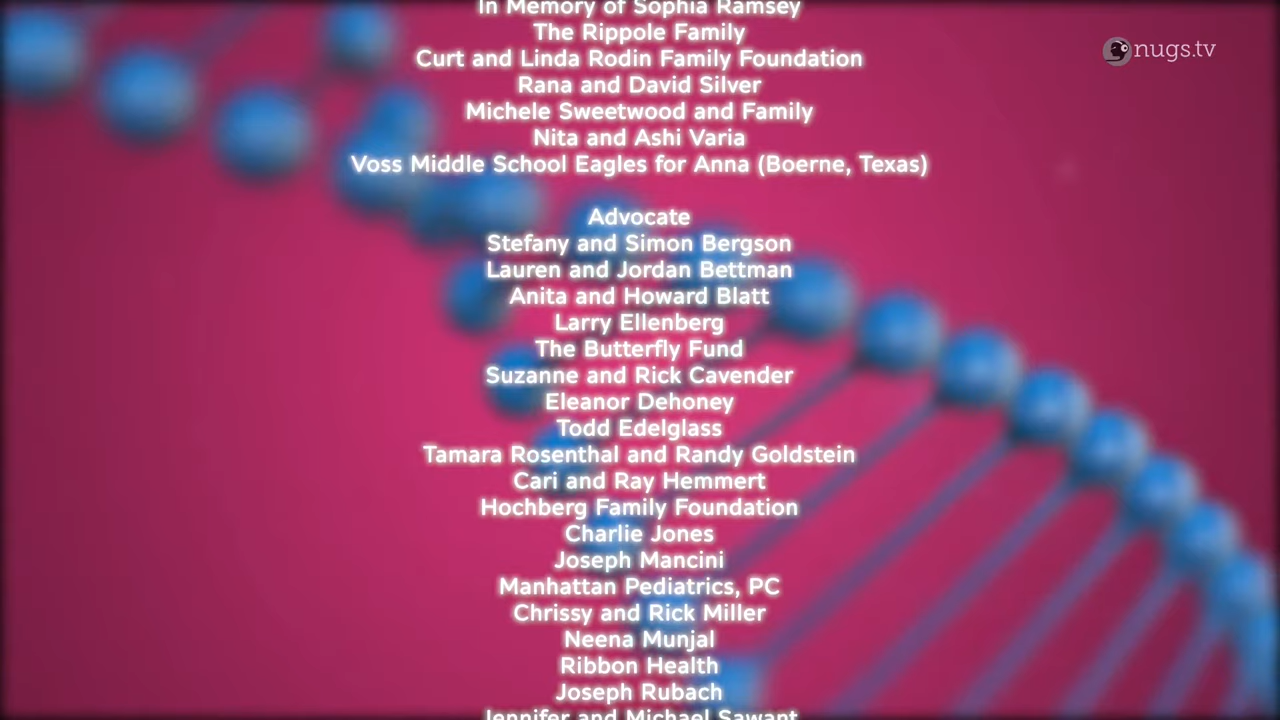 In Memory of Sophia Ramsey
The Rippole Family
nugs.tv
Curt and Linda Rodin Family Foundation
Rana and David Silver
Michele Sweetwood and Family
Nita and Ashi Varia
Voss Middle School Eagles for Anna (Boerne, Texas)
Advocate
Stefany and Simon Bergson
Lauren and Jordan Bettman
Anita and Howard Blatt
Larry Ellenberg
The Butterfly Fund
Suzanne and Rick Cavender
Eleanor Dehoney
Todd Edelglass
Tamara Rosenthal and Randy Goldstein
Cari and Ray Hemmert
Hochberg Family Foundation
Charlie Jones
Joseph Mancini
Manhattan Pediatrics, PC
Chrissy and Rick Miller
Neena Munjal
Ribbon Health
Joseph Rubach
Jennifer and Michael Sawant